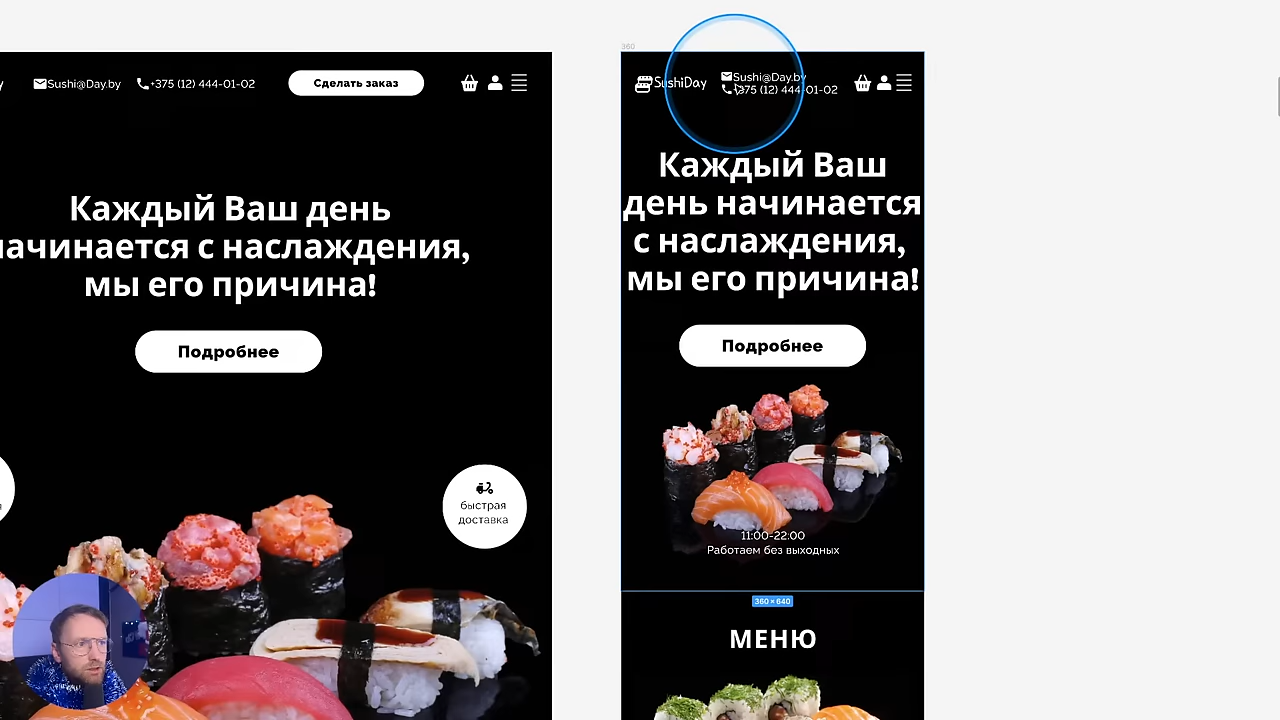 Sushi@Day.by
+375 (12) 444-01-02
Сделать заказ
Каждый Ваш день
начинается с наслаждения,
мы его причина!
Подробнее
быстрая
доставка
360
SushiDay
Sushi@Day.by
375 (12) 444-01-02
Каждый Ваш
день начинается
с наслаждения,
мы его причина!
Подробнее
11:00-22:00
Работаем без выходных
360 × 640
МЕНЮ